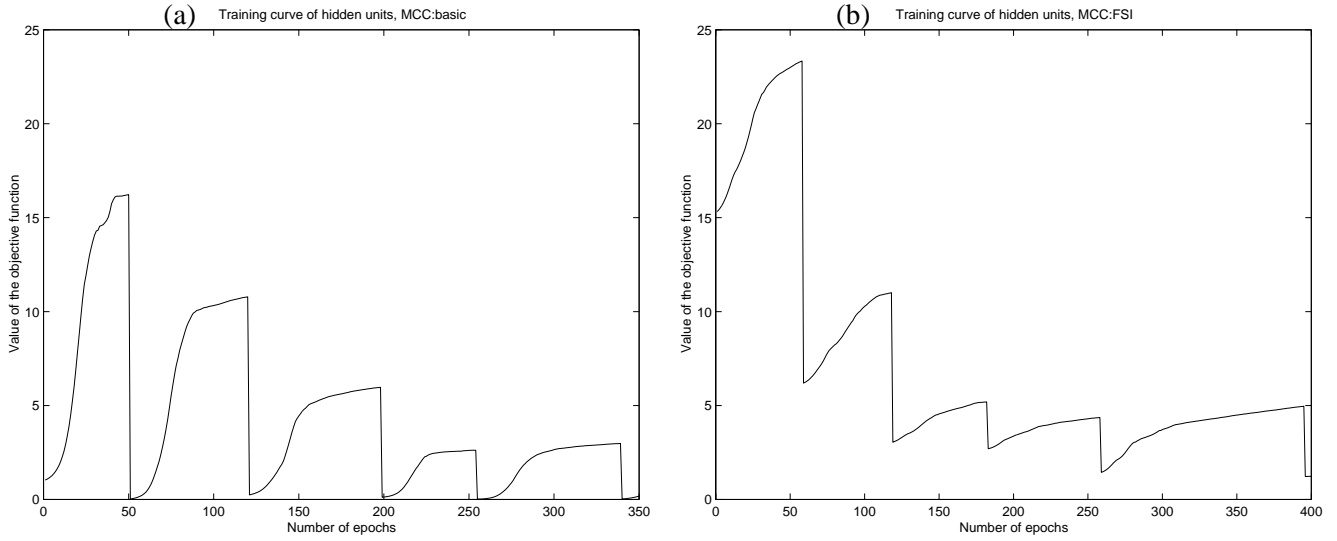 (a)
Training curve of hidden units, MCC:basic
25
20
15
10
5
0
0 50 100 150 200 250 300 350
Value of the objective function
Number of epochs
(b)
Training curve of hidden units, MCC:FSI
25
20
15
10
5
0
0 50 100 150 200 250 300 350 400
Value of the objective function
Number of epochs